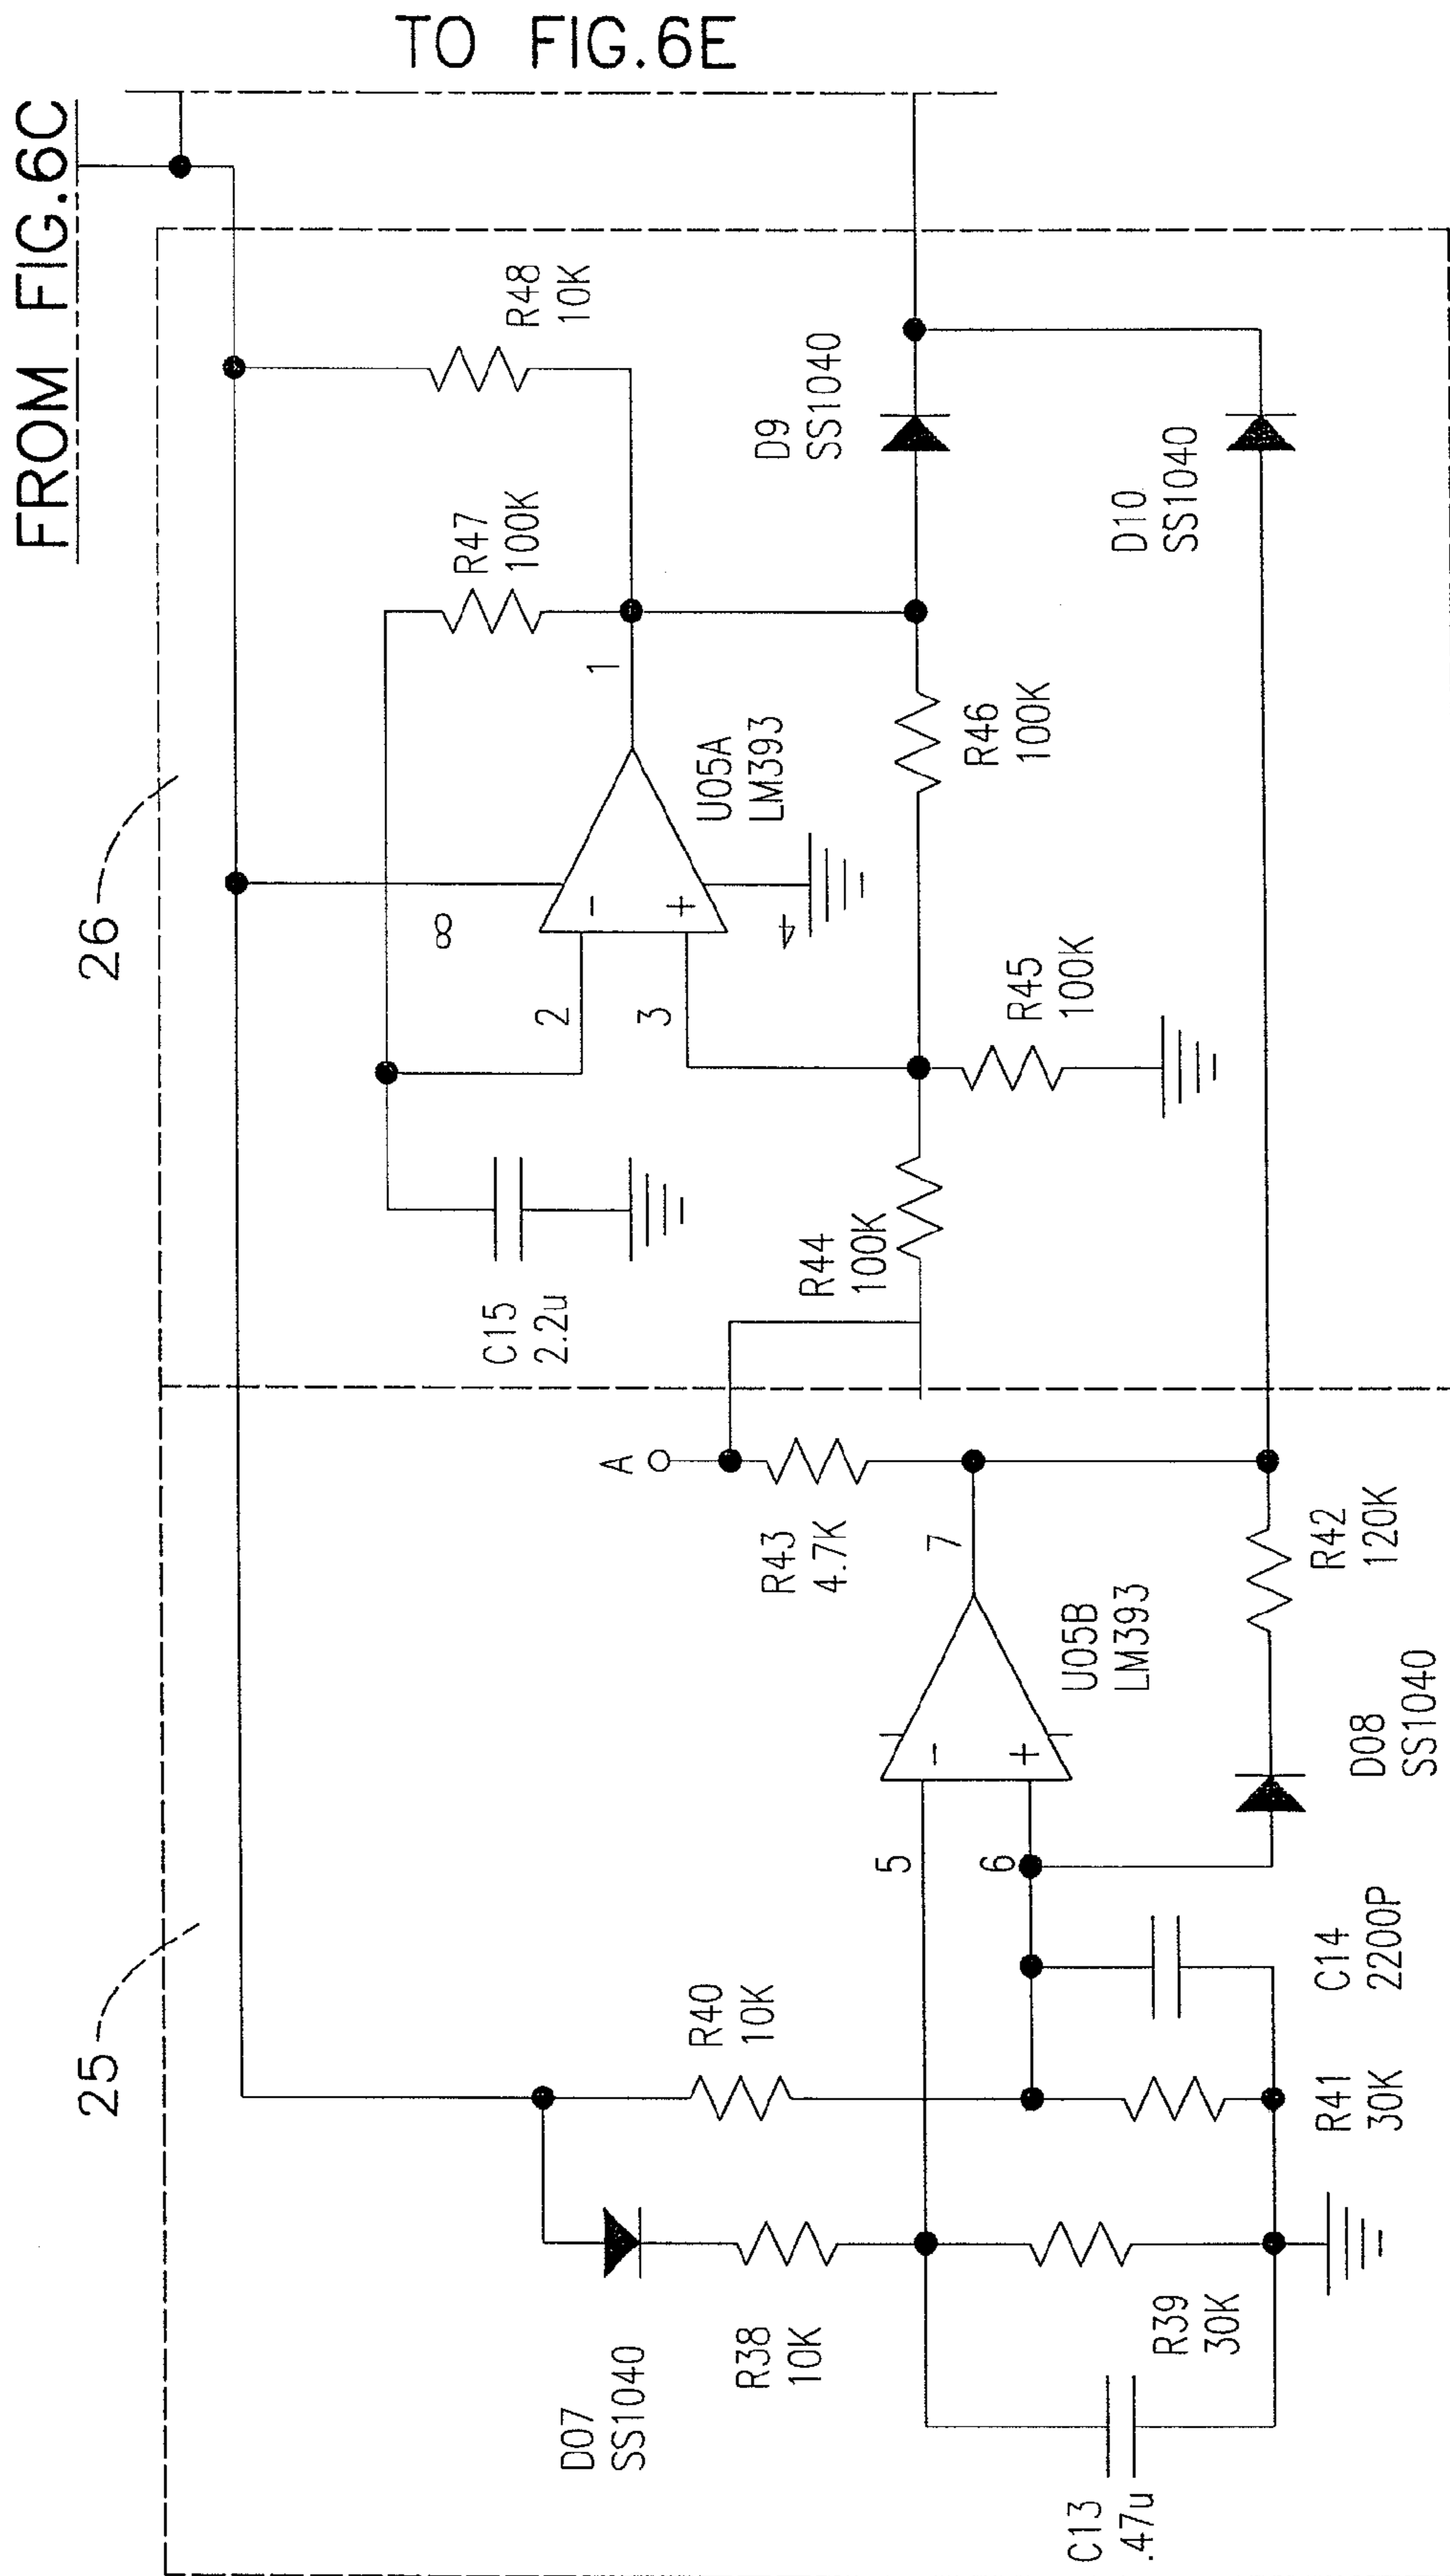 TO FIG.6E
FROM FIG.6C
26
R48
10K
R47
100K
D9
SS1040
D10
SS1040
1
U05A
LM393
8
-
+
4
2
3
R46
100K
R45
100K
R44
100K
C15
2.2u
25
A
R43
4.7K
7
U05B
LM393
-
+
5
6
R42
120K
D08
SS1040
R40
10K
C14
2200P
R41
30K
D07
SS1040
R38
10K
R39
30K
C13
.47u